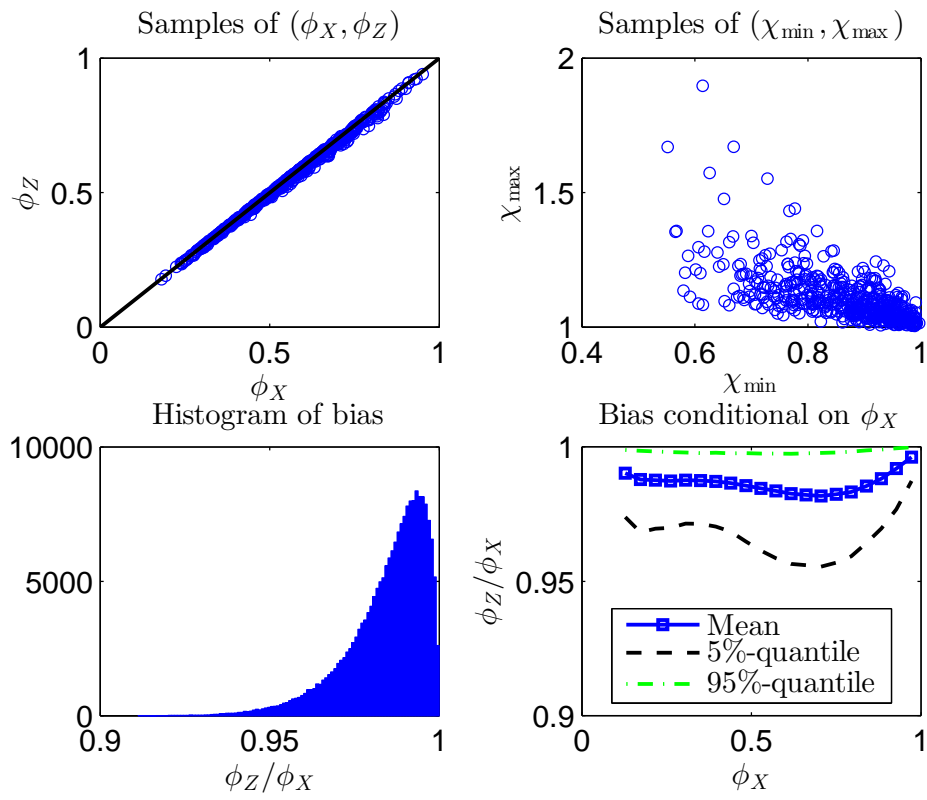 Samples of (ϕ_X, ϕ_Z)
1
0.5
0
ϕ_Z
0
0.5
1
ϕ_X
Samples of (χ_min, χ_max)
2
1.5
1
χ_max
0.4
0.6
0.8
1
χ_min
Histogram of bias
10000
5000
0
0.9
0.95
1
ϕ_Z/ϕ_X
Bias conditional on ϕ_X
1
0.95
0.9
ϕ_Z/ϕ_X
Mean
5%-quantile
95%-quantile
0
0.5
1
ϕ_X